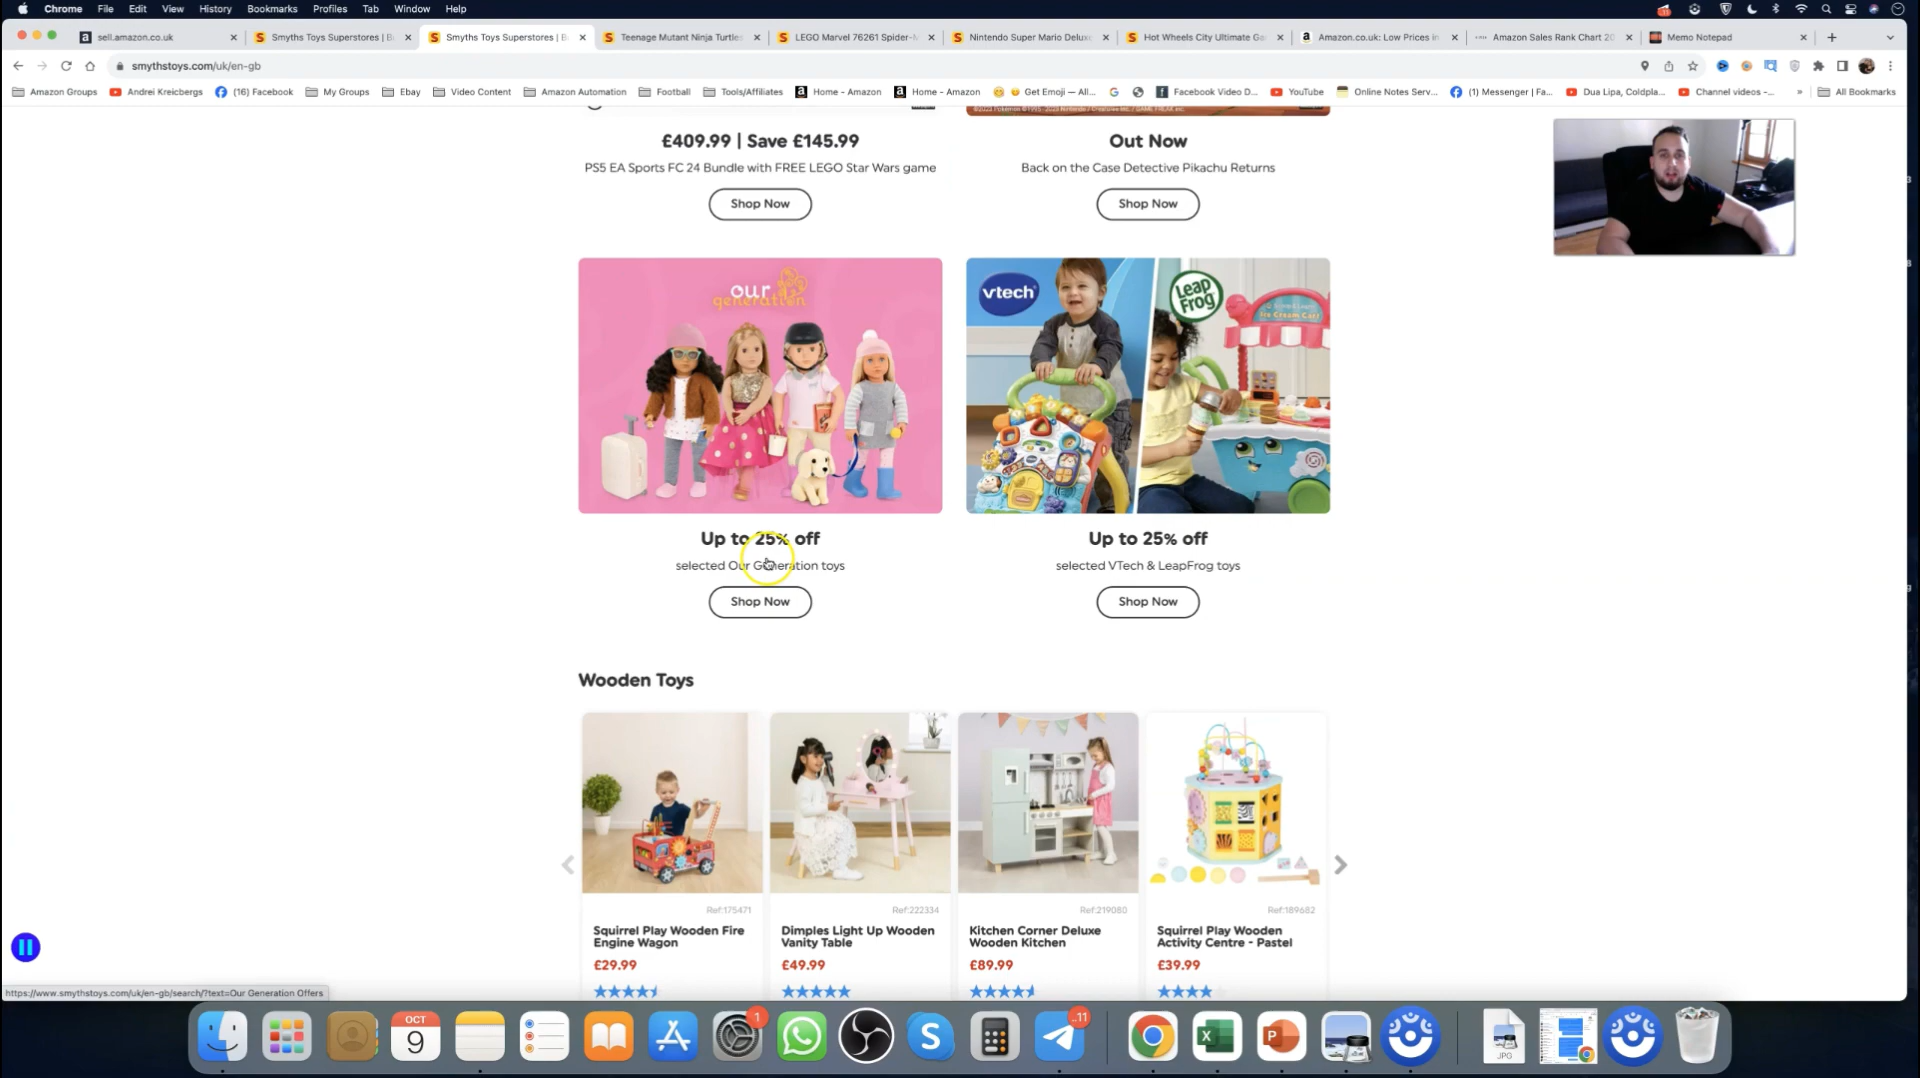 Chrome File Edit View History Bookmarks Profiles Tab Window Help
sell.amazon.co.uk
Smyths Toys Superstores | B
Smyths Toys Superstores | B
Teenage Mutant Ninja Turtles
LEGO Marvel 76261 Spider-M
Nintendo Super Mario Deluxe
Hot Wheels City Ultimate Ga
Amazon.co.uk: Low Prices in
Amazon Sales Rank Chart 20
Memo Notepad
smythstoys.com/uk/en-gb
Amazon Groups
Andrei Kreicbergs
(16) Facebook
My Groups
Ebay
Video Content
Amazon Automation
Football
Tools/Affiliates
Home - Amazon
Home - Amazon
Get Emoji — All...
Facebook Video D...
YouTube
Online Notes Serv...
(1) Messenger | Fa...
Dua Lipa, Coldpla...
Channel videos -...
»
All Bookmarks
£409.99 | Save £145.99
PS5 EA Sports FC 24 Bundle with FREE LEGO Star Wars game
Shop Now
Out Now
Back on the Case Detective Pikachu Returns
Shop Now
our
generation
vtech
Leap
Frog
Ice Cream Cart
Up to 25% off
selected Our Generation toys
Shop Now
Up to 25% off
selected VTech & LeapFrog toys
Shop Now
Wooden Toys
Ref:175471
Squirrel Play Wooden Fire
Engine Wagon
£29.99
Ref:222334
Dimples Light Up Wooden
Vanity Table
£49.99
Ref:219080
Kitchen Corner Deluxe
Wooden Kitchen
£89.99
Ref:189682
Squirrel Play Wooden
Activity Centre - Pastel
£39.99
https://www.smythstoys.com/uk/en-gb/search/?text=Our Generation Offers
OCT
9
1
11
JPG